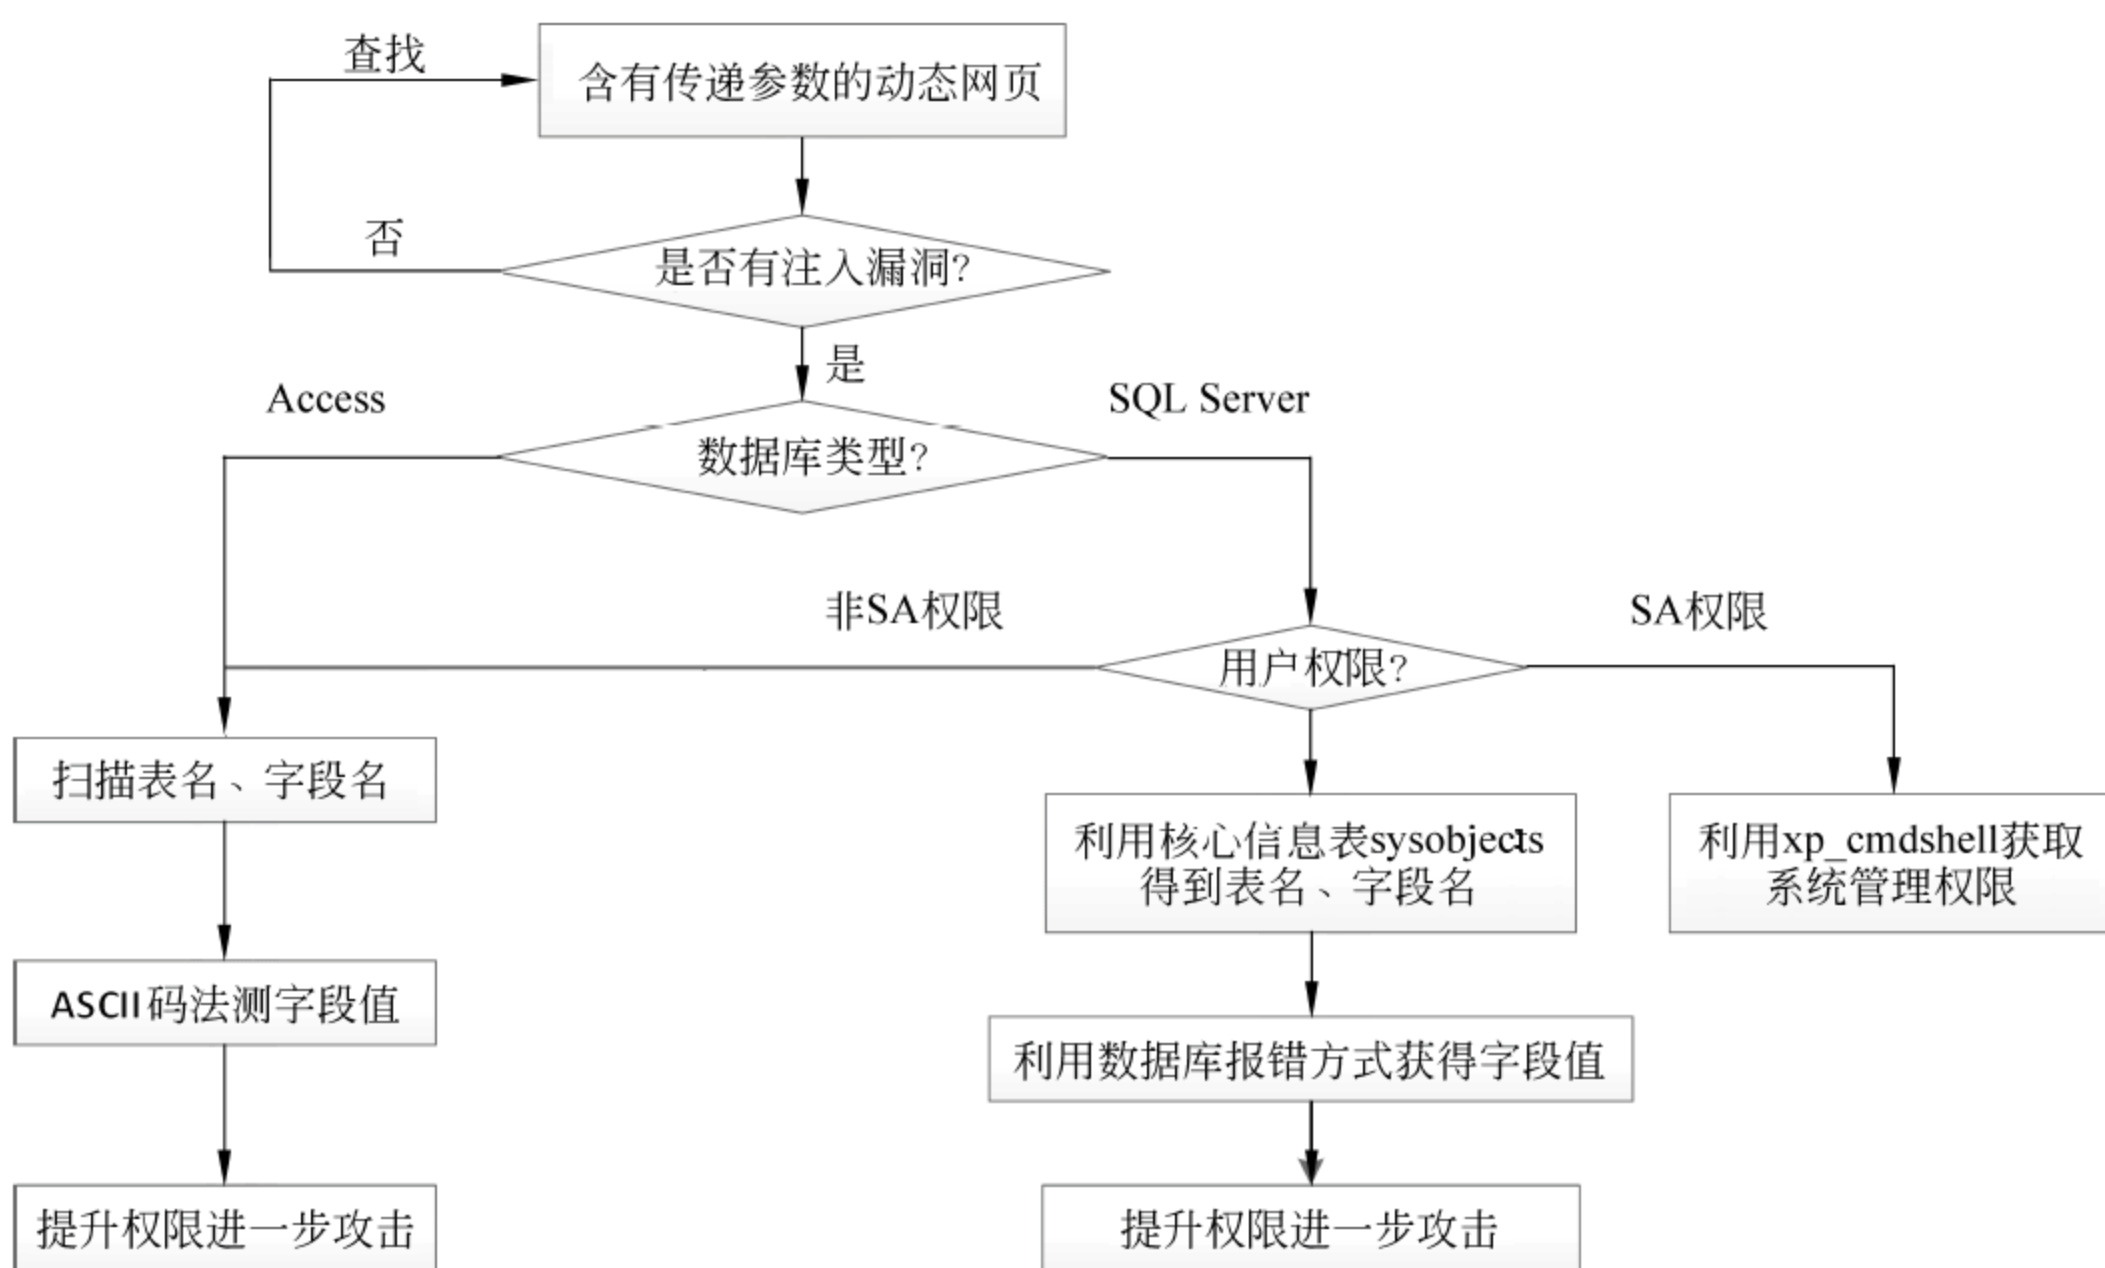 查找
含有传递参数的动态网页
否
是否有注入漏洞?
是
Access
SQL Server
数据库类型?
非SA权限
SA权限
用户权限?
扫描表名、字段名
利用核心信息表sysobjects
得到表名、字段名
利用xp_cmdshell获取
系统管理权限
ASCII码法测字段值
利用数据库报错方式获得字段值
提升权限进一步攻击
提升权限进一步攻击